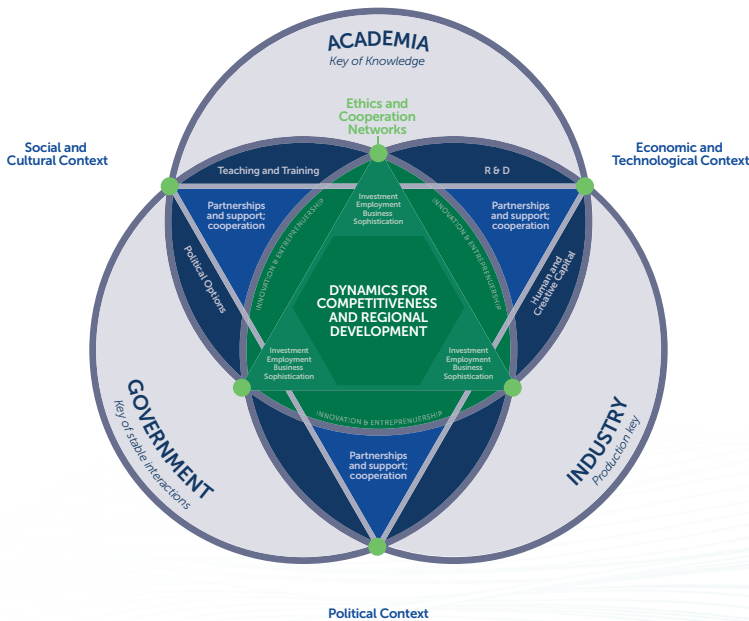 ACADEMIA
Key of Knowledge
Ethics and
Cooperation
Networks
Social and
Cultural Context
Economic and
Technological Context
Teaching and Training
R & D
Partnerships
and support;
cooperation
Investment
Employment
Business
Sophistication
Partnerships
and support;
cooperation
INNOVATION & ENTREPRENUERSHIP
INNOVATION & ENTREPRENUERSHIP
Political Options
Human and
Creative Capital
DYNAMICS FOR
COMPETITIVENESS
AND REGIONAL
DEVELOPMENT
Investment
Employment
Business
Sophistication
Investment
Employment
Business
Sophistication
INNOVATION & ENTREPRENUERSHIP
GOVERNMENT
Key of stable interactions
INDUSTRY
Production key
Partnerships
and support;
cooperation
Political Context